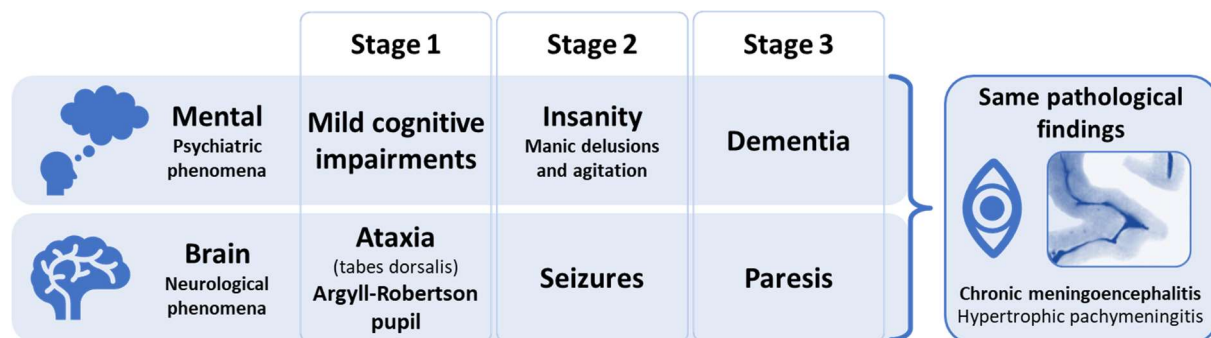 Stage 1
Stage 2
Stage 3
Mental
Psychiatric
phenomena
Mild cognitive
impairments
Insanity
Manic delusions
and agitation
Dementia
Brain
Neurological
phenomena
Ataxia
(tabes dorsalis)
Argyll-Robertson
pupil
Seizures
Paresis
Same pathological
findings
Chronic meningoencephalitis
Hypertrophic pachymeningitis